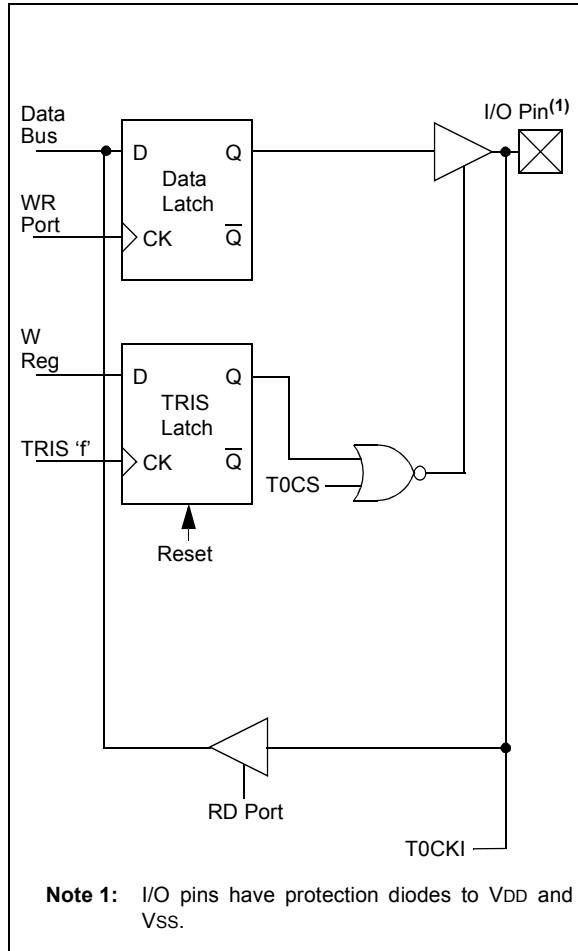 Data
Bus
I/O Pin(1)
D
Q
Data
Latch
WR
Port
CK
Q
W
Reg
D
Q
TRIS
Latch
TRIS ‘f’
CK
Q
T0CS
Reset
RD Port
T0CKI
Note 1: I/O pins have protection diodes to VDD and
VSS.